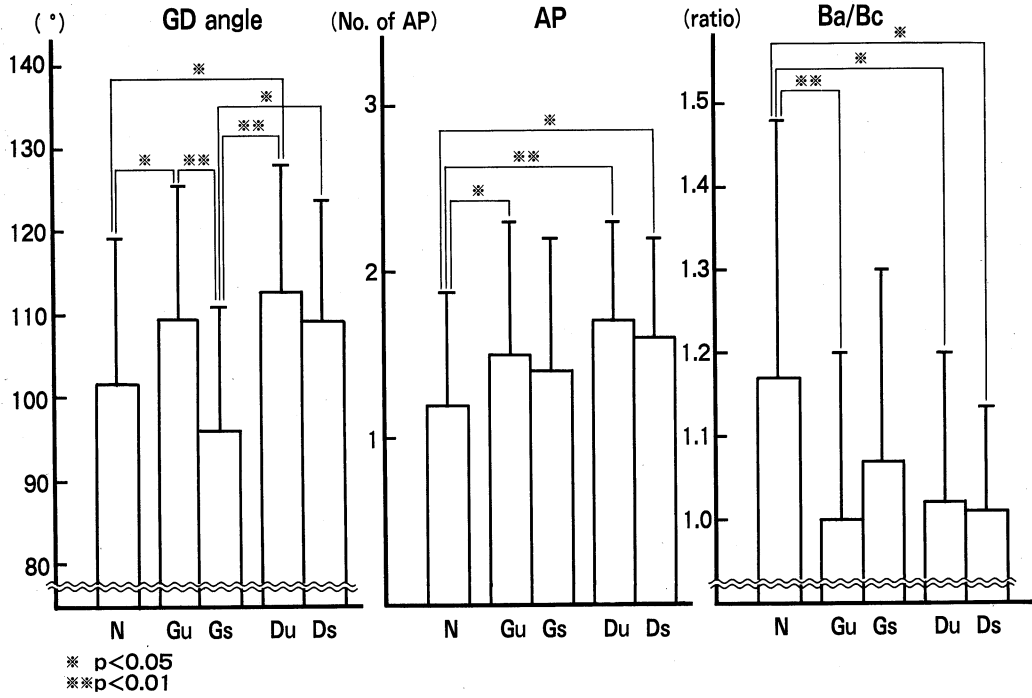 GD angle
(°)
140
130
120
110
100
90
80
※
※
※※
※
※※
N Gu Gs Du Ds
AP
(No. of AP)
3
2
1
※
※※
※
N Gu Gs Du Ds
Ba/Bc
(ratio)
1.5
1.4
1.3
1.2
1.1
1.0
※
※
※※
N Gu Gs Du Ds
※ p<0.05
※※p<0.01